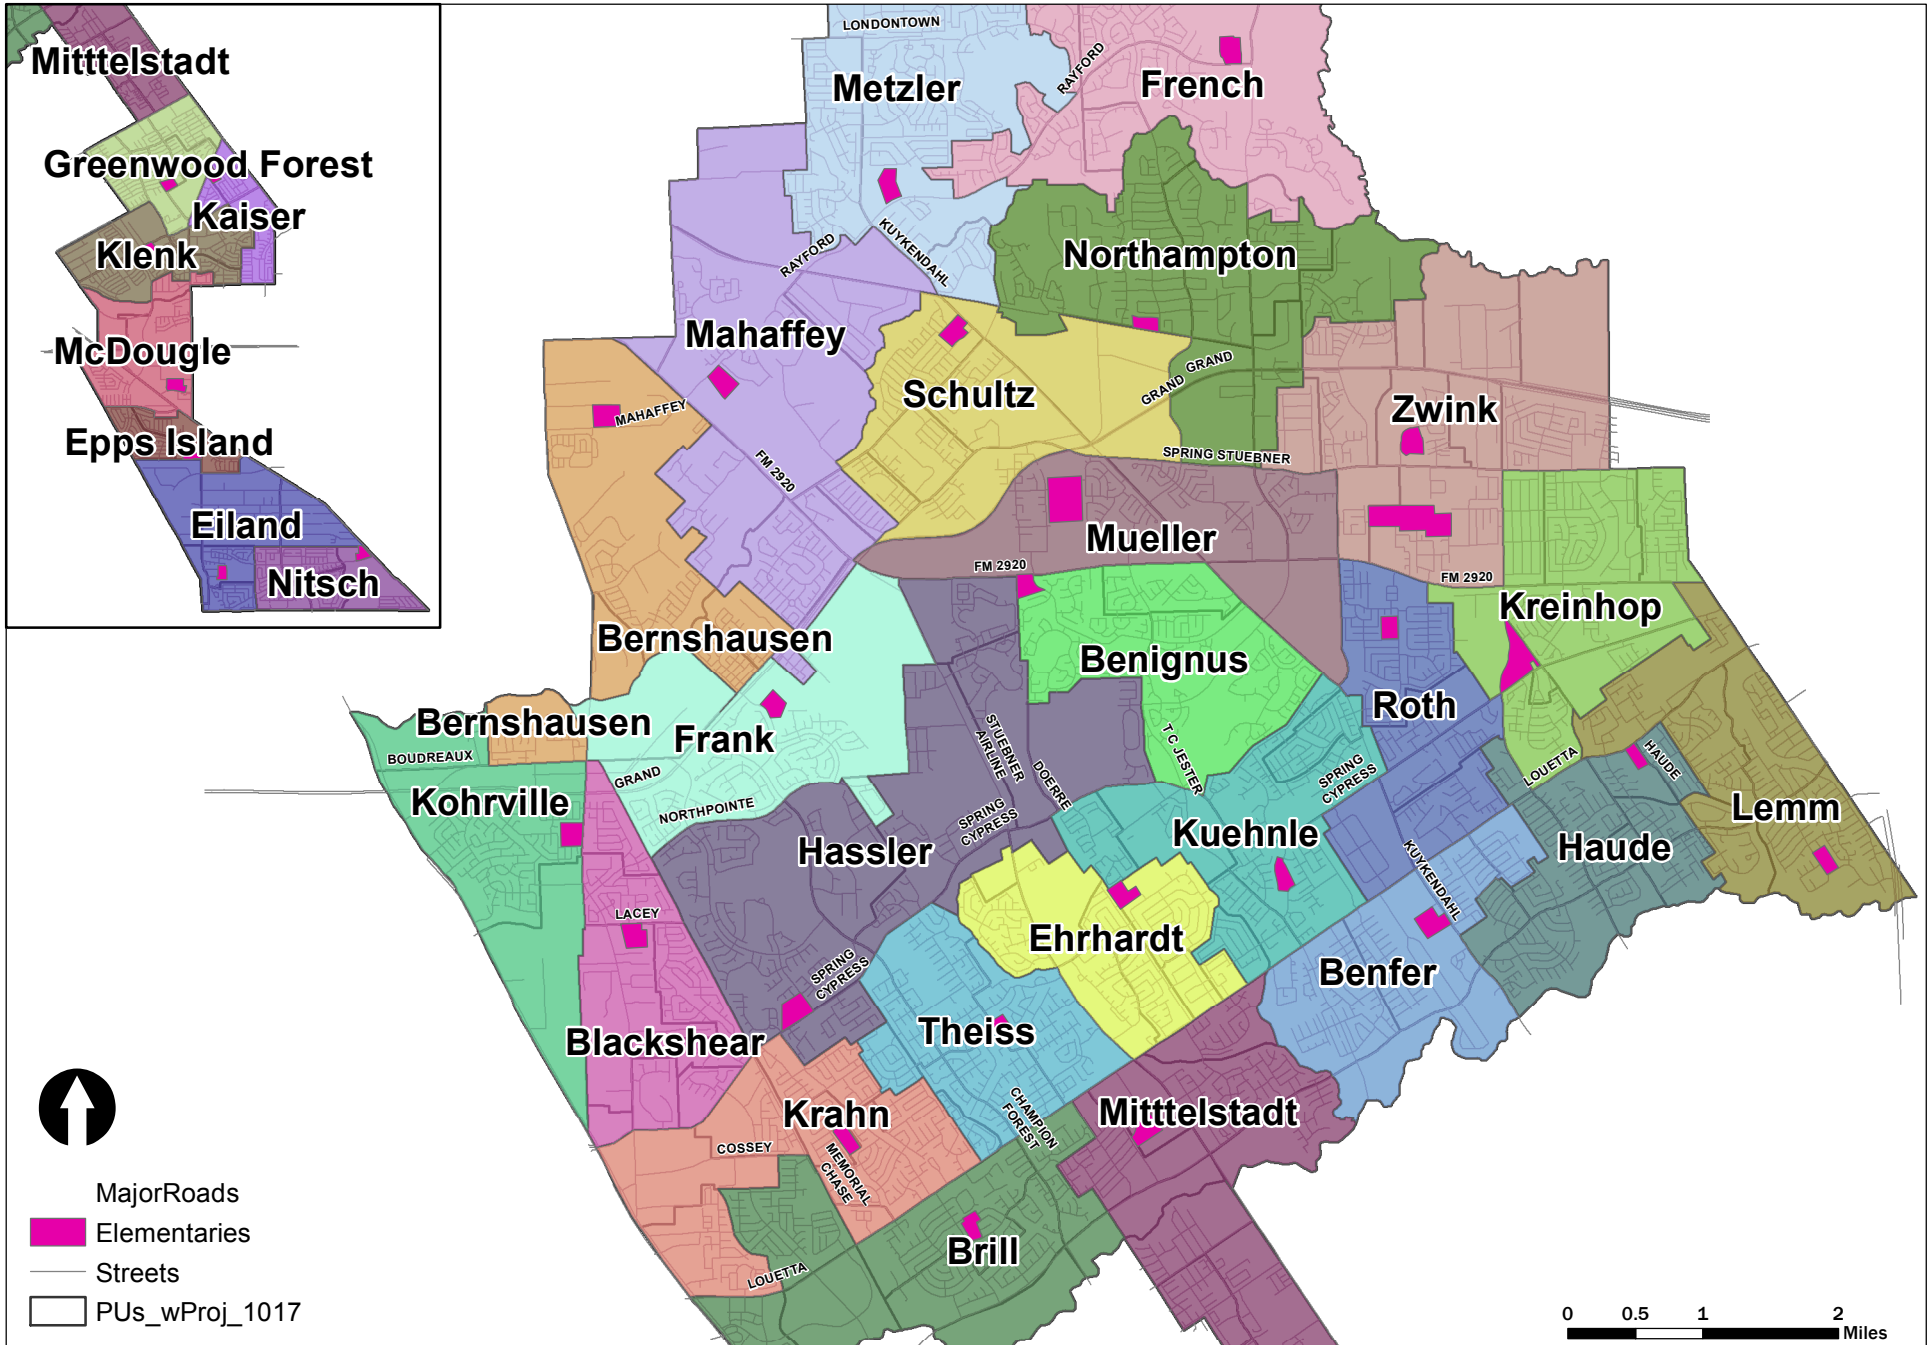 Mitttelstadt
Greenwood Forest
Kaiser
Klenk
McDougle
Epps Island
Eiland
Nitsch
LONDONTOWN
RAYFORD
Metzler
French
KUYKENDAHL
RAYFORD
Northampton
Mahaffey
Schultz
GRAND
GRAND
Zwink
MAHAFFEY
FM 2920
SPRING STUEBNER
Mueller
FM 2920
FM 2920
Kreinhop
Bernshausen
Benignus
Roth
Bernshausen
Frank
BOUDREAUX
GRAND
STUEBNER
AIRLINE
DOERRE
T C JESTER
SPRING
CYPRESS
LOUETTA
HAUDE
Kohrville
NORTHPOINTE
SPRING
CYPRESS
Hassler
Kuehnle
KUYKENDAHL
Haude
Lemm
LACEY
Ehrhardt
SPRING
CYPRESS
Benfer
Blackshear
Theiss
Krahn
CHAMPION
FOREST
Mitttelstadt
COSSEY
MEMORIAL
CHASE
Brill
LOUETTA
MajorRoads
Elementaries
Streets
PUs_wProj_1017
0 0.5 1 2
Miles